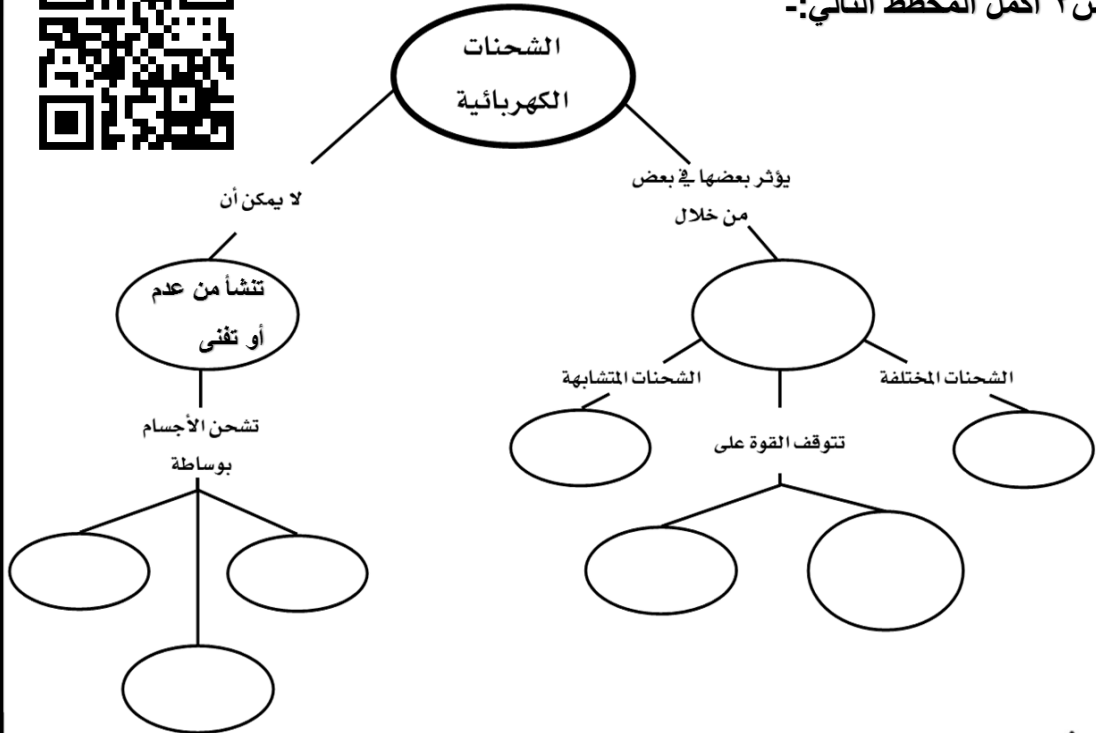 أكمل المخطط التالي:-
الشحنات
الكهربائية
يؤثر بعضها في بعض
من خلال
لا يمكن أن
تنشأ من عدم
أو تفنى
الشحنات المختلفة
الشحنات المتشابهة
تتوقف القوة على
تشحن الأجسام
بوساطة